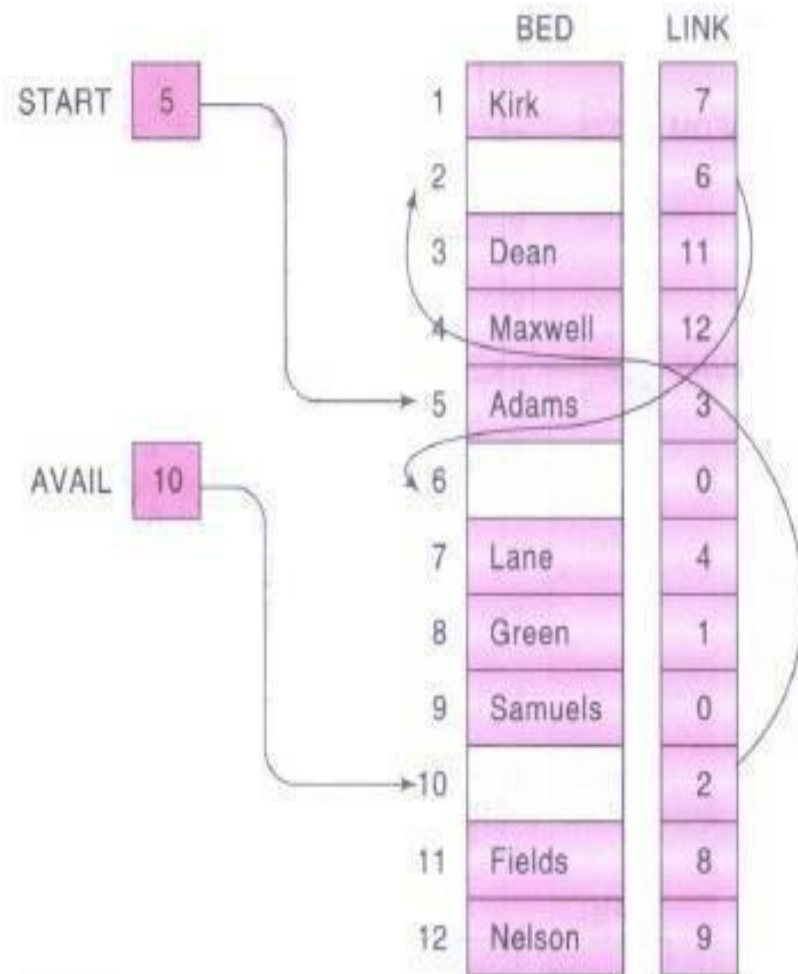 BED LINK
START 5 1 Kirk 7
2 6
3 Dean 11
4 Maxwell 12
5 Adams 3
AVAIL 10 6 0
7 Lane 4
8 Green 1
9 Samuels 0
10 2
11 Fields 8
12 Nelson 9